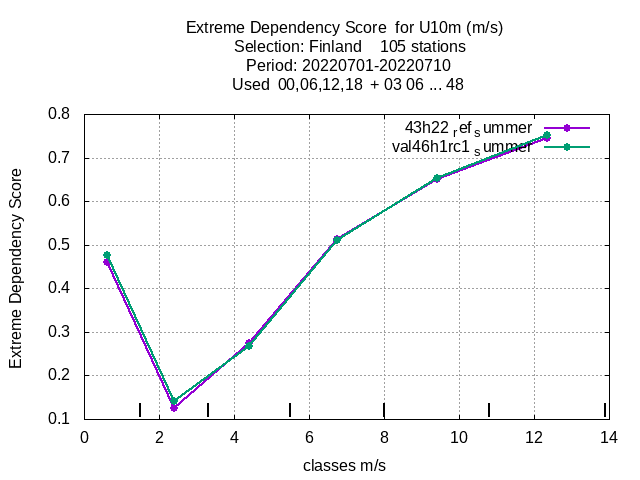 Extreme Dependency Score for U10m (m/s)
Selection: Finland 105 stations
Period: 20220701-20220710
Used 00,06,12,18 + 03 06 ... 48
43h22 ref summer
val46h1rc1 summer
0.8
0.7
0.6
0.5
0.4
0.3
0.2
0.1
Extreme Dependency Score
0 2 4 6 8 10 12 14
classes m/s